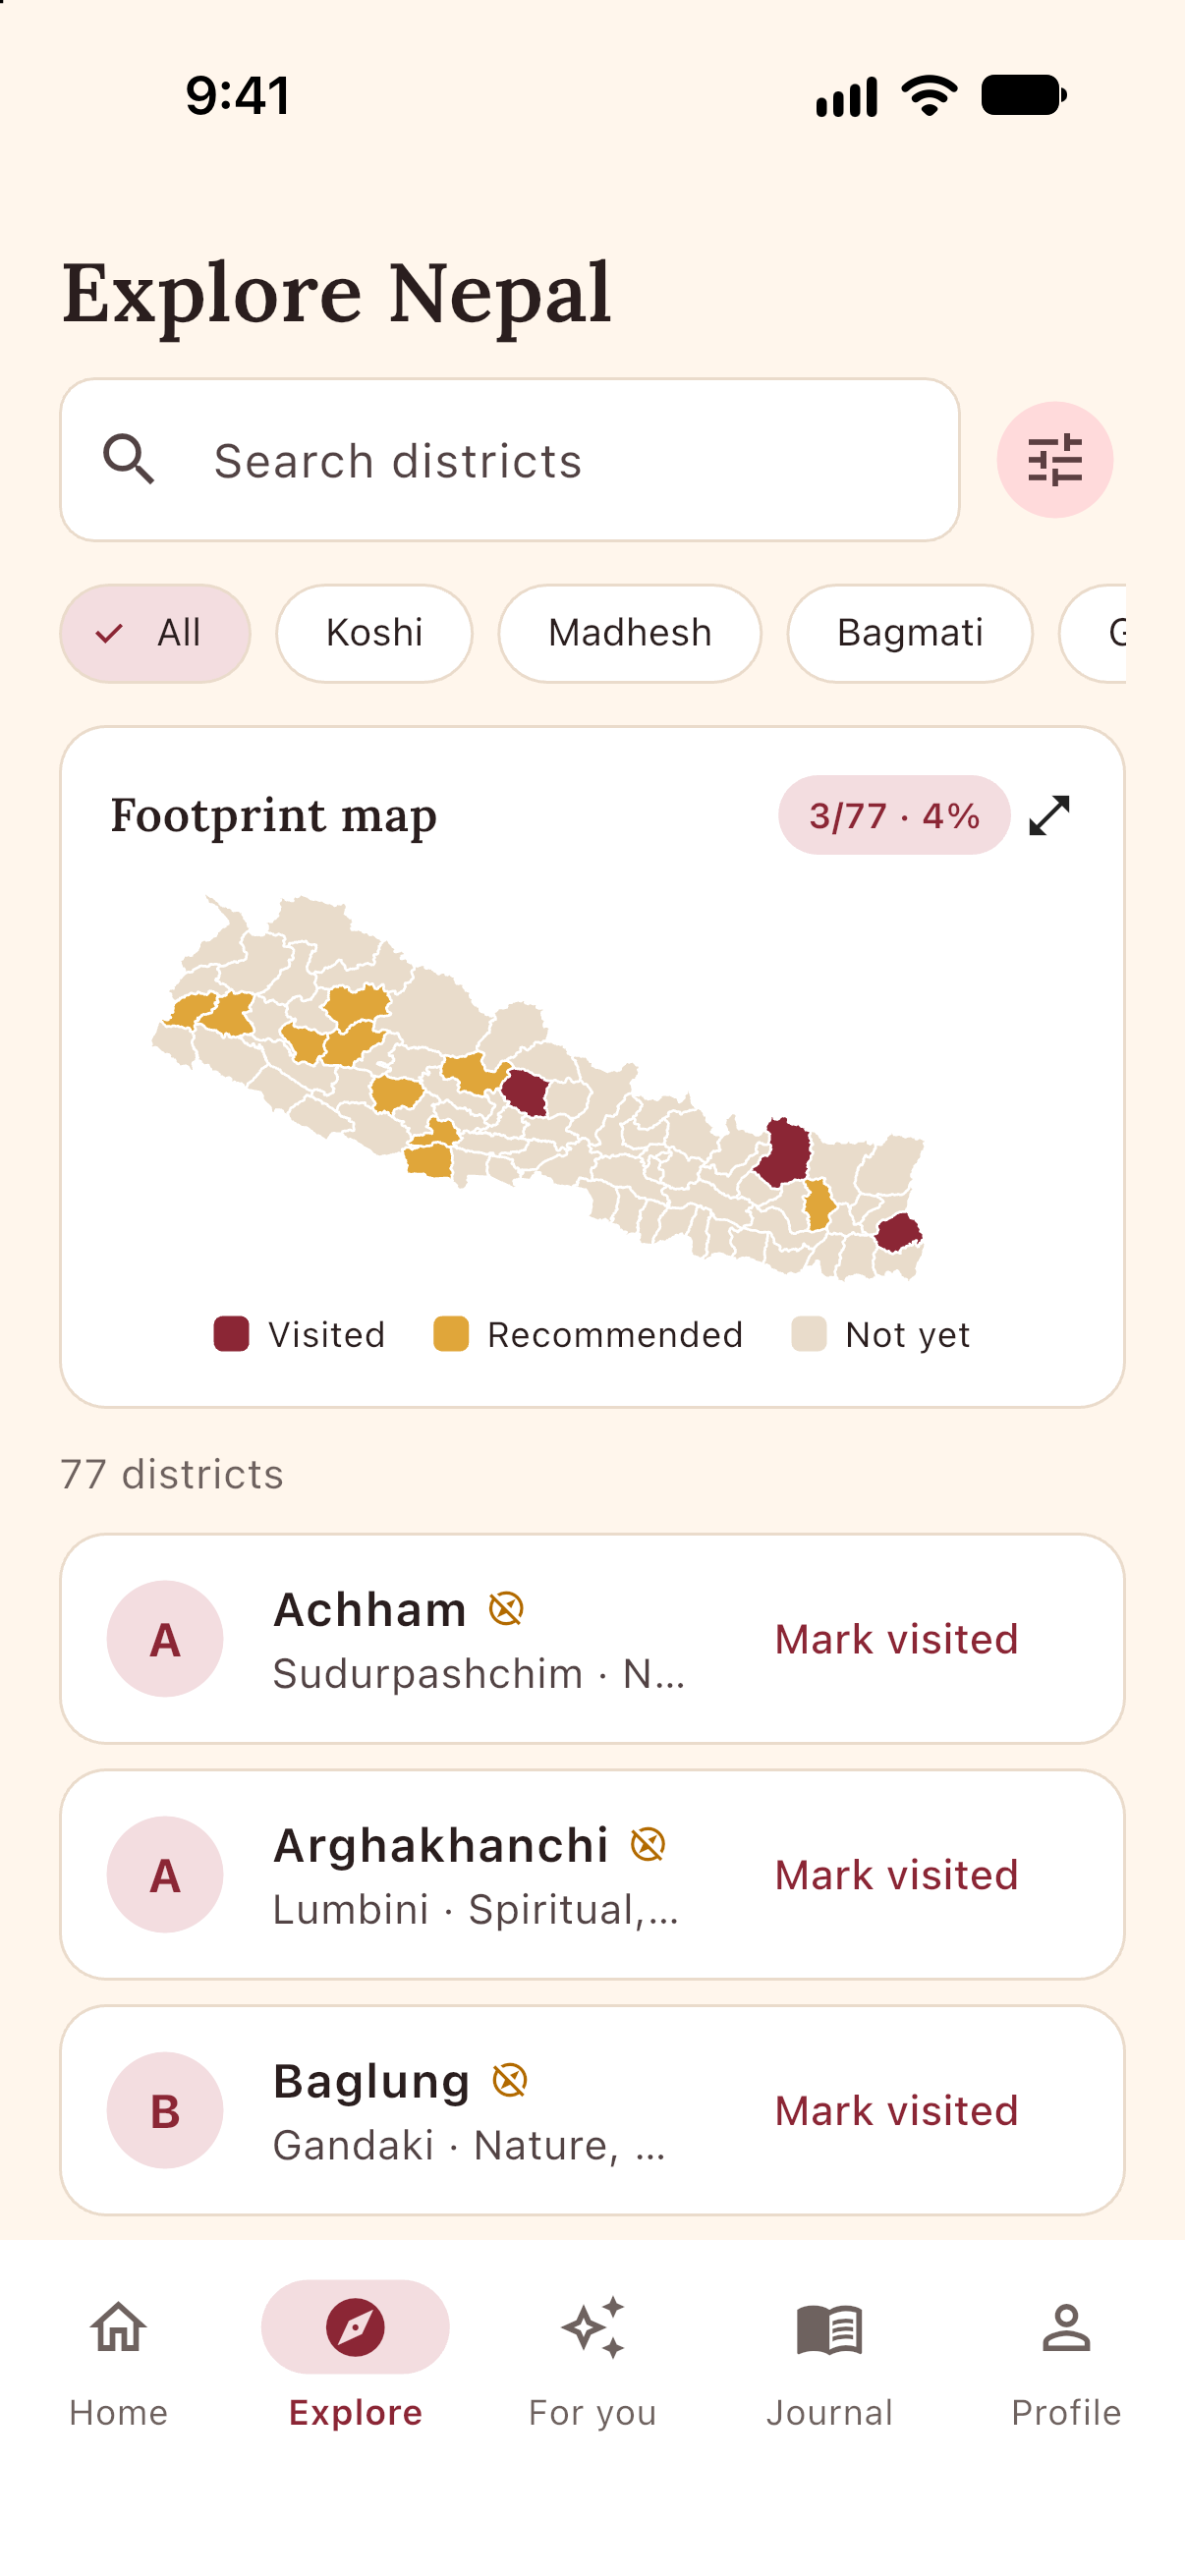 9:41
Explore Nepal
Search districts
All
Koshi
Madhesh
Bagmati
Footprint map
3/77 · 4%
Visited
Recommended
Not yet
77 districts
A
Achham
Sudurpashchim · N...
Mark visited
A
Arghakhanchi
Lumbini · Spiritual,...
Mark visited
B
Baglung
Gandaki · Nature, ...
Mark visited
Home
Explore
For you
Journal
Profile